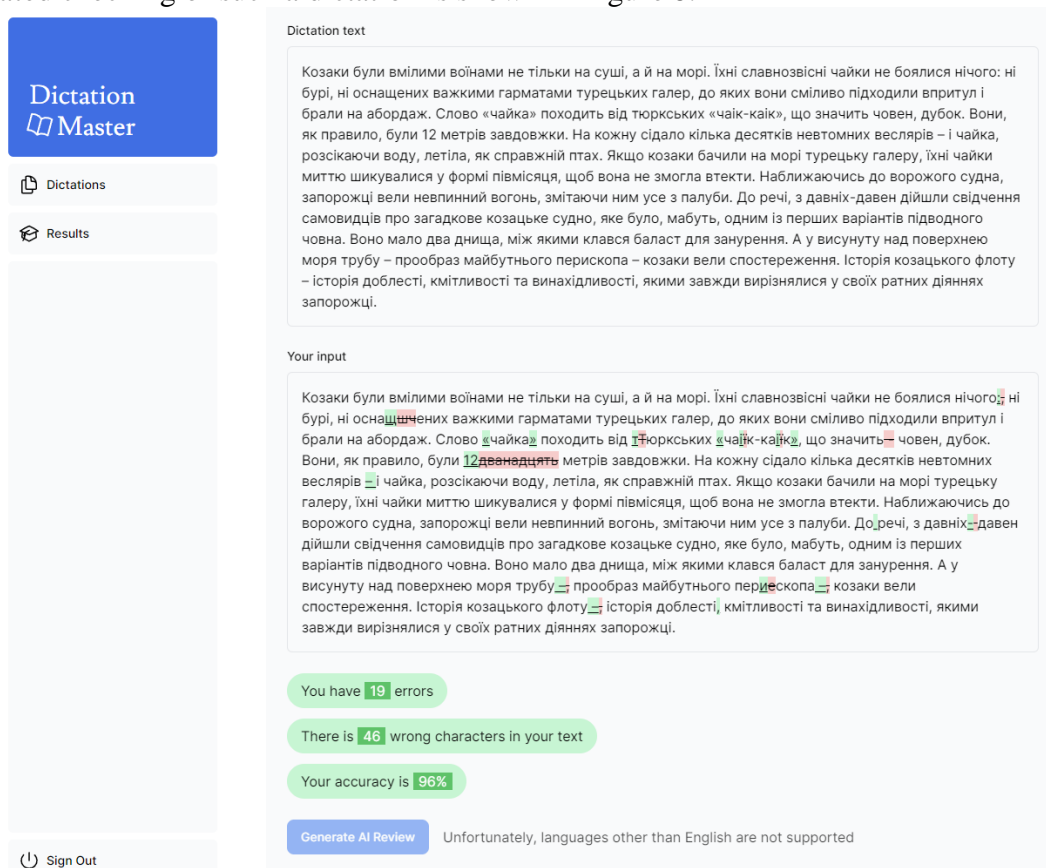 Dictation
Master
Dictations
Results
Sign Out
Dictation text
Козаки були вмілими воїнами не тільки на суші, а й на морі. Їхні славнозвісні чайки не боялися нічого: ні
бурі, ні оснащених важкими гарматами турецьких галер, до яких вони сміливо підходили впритул і
брали на абордаж. Слово «чайка» походить від тюркських «чаік-каік», що значить човен, дубок. Вони,
як правило, були 12 метрів завдовжки. На кожну сідало кілька десятків невтомних веслярів – і чайка,
розсікаючи воду, летіла, як справжній птах. Якщо козаки бачили на морі турецьку галеру, їхні чайки
миттю шикувалися у формі півмісяця, щоб вона не змогла втекти. Наближаючись до ворожого судна,
запорожці вели невпинний вогонь, змітаючи ним усе з палуби. До речі, з давніх-давен дійшли свідчення
самовидців про загадкове козацьке судно, яке було, мабуть, одним із перших варіантів підводного
човна. Воно мало два днища, між якими клався баласт для занурення. А у висунуту над поверхнею
моря трубу – прообраз майбутнього перископа – козаки вели спостереження. Історія козацького флоту
– історія доблесті, кмітливості та винахідливості, якими завжди вирізнялися у своїх ратних діяннях
запорожці.
Your input
Козаки були вмілими воїнами не тільки на суші, а й на морі. Їхні славнозвісні чайки не боялися нічого:, ні
бурі, ні оснащшчених важкими гарматами турецьких галер, до яких вони сміливо підходили впритул і
брали на абордаж. Слово «чайка» походить від тТюркських «чаіїк-каіїк», що значить– човен, дубок.
Вони, як правило, були 12дванадцять метрів завдовжки. На кожну сідало кілька десятків невтомних
веслярів – і чайка, розсікаючи воду, летіла, як справжній птах. Якщо козаки бачили на морі турецьку
галеру, їхні чайки миттю шикувалися у формі півмісяця, щоб вона не змогла втекти. Наближаючись до
ворожого судна, запорожці вели невпинний вогонь, змітаючи ним усе з палуби. До речі, з давніх--давен
дійшли свідчення самовидців про загадкове козацьке судно, яке було, мабуть, одним із перших
варіантів підводного човна. Воно мало два днища, між якими клався баласт для занурення. А у
висунуту над поверхнею моря трубу –, прообраз майбутнього периескопа –, козаки вели
спостереження. Історія козацького флоту –, історія доблесті, кмітливості та винахідливості, якими
завжди вирізнялися у своїх ратних діяннях запорожці.
You have 19 errors
There is 46 wrong characters in your text
Your accuracy is 96%
Generate AI Review Unfortunately, languages other than English are not supported